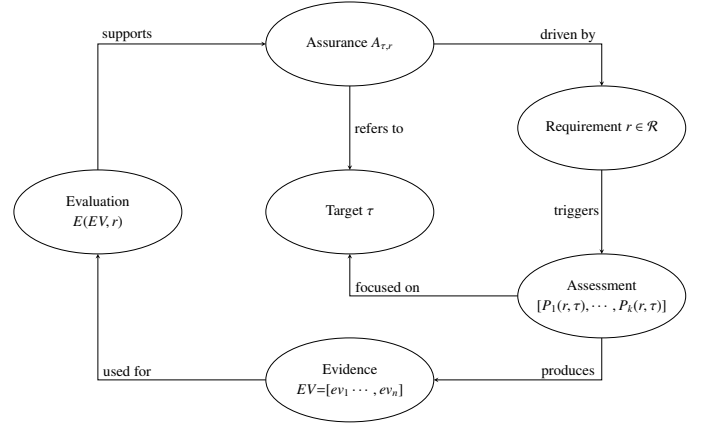 supports
Assurance A_{τ,r}
driven by
refers to
Requirement r ∈ ℛ
Evaluation
E(EV, r)
Target τ
triggers
focused on
Assessment
[P_1(r, τ), ⋯ , P_k(r, τ)]
used for
Evidence
EV=[ev_1 ⋯ , ev_n]
produces